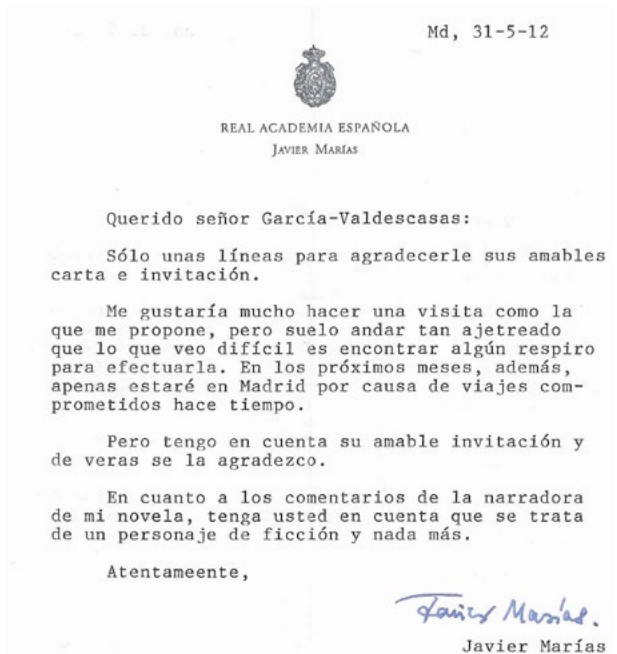 Md, 31-5-12
REAL ACADEMIA ESPAÑOLA
JAVIER MARÍAS
Querido señor García-Valdescasas:
Sólo unas líneas para agradecerle sus amables
carta e invitación.
Me gustaría mucho hacer una visita como la
que me propone, pero suelo andar tan ajetreado
que lo que veo difícil es encontrar algún respiro
para efectuarla. En los próximos meses, además,
apenas estaré en Madrid por causa de viajes com-
prometidos hace tiempo.
Pero tengo en cuenta su amable invitación y
de veras se la agradezco.
En cuanto a los comentarios de la narradora
de mi novela, tenga usted en cuenta que se trata
de un personaje de ficción y nada más.
Atentameente,
Javier Marías.
Javier Marías